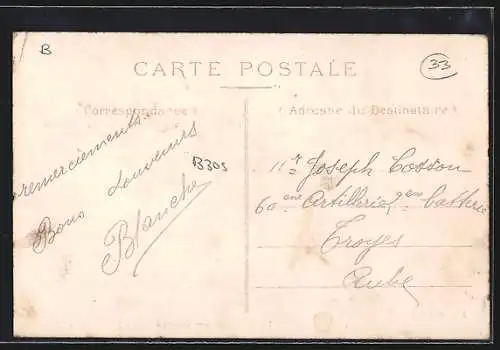 B
33
CARTE POSTALE
Correspondance
Adresse du Destinataire
remerciements.
Bons souvenirs
Blanche
B305
Mr Joseph Cosson
60ème Artillerie, 9ème batterie
Troyes
Aube